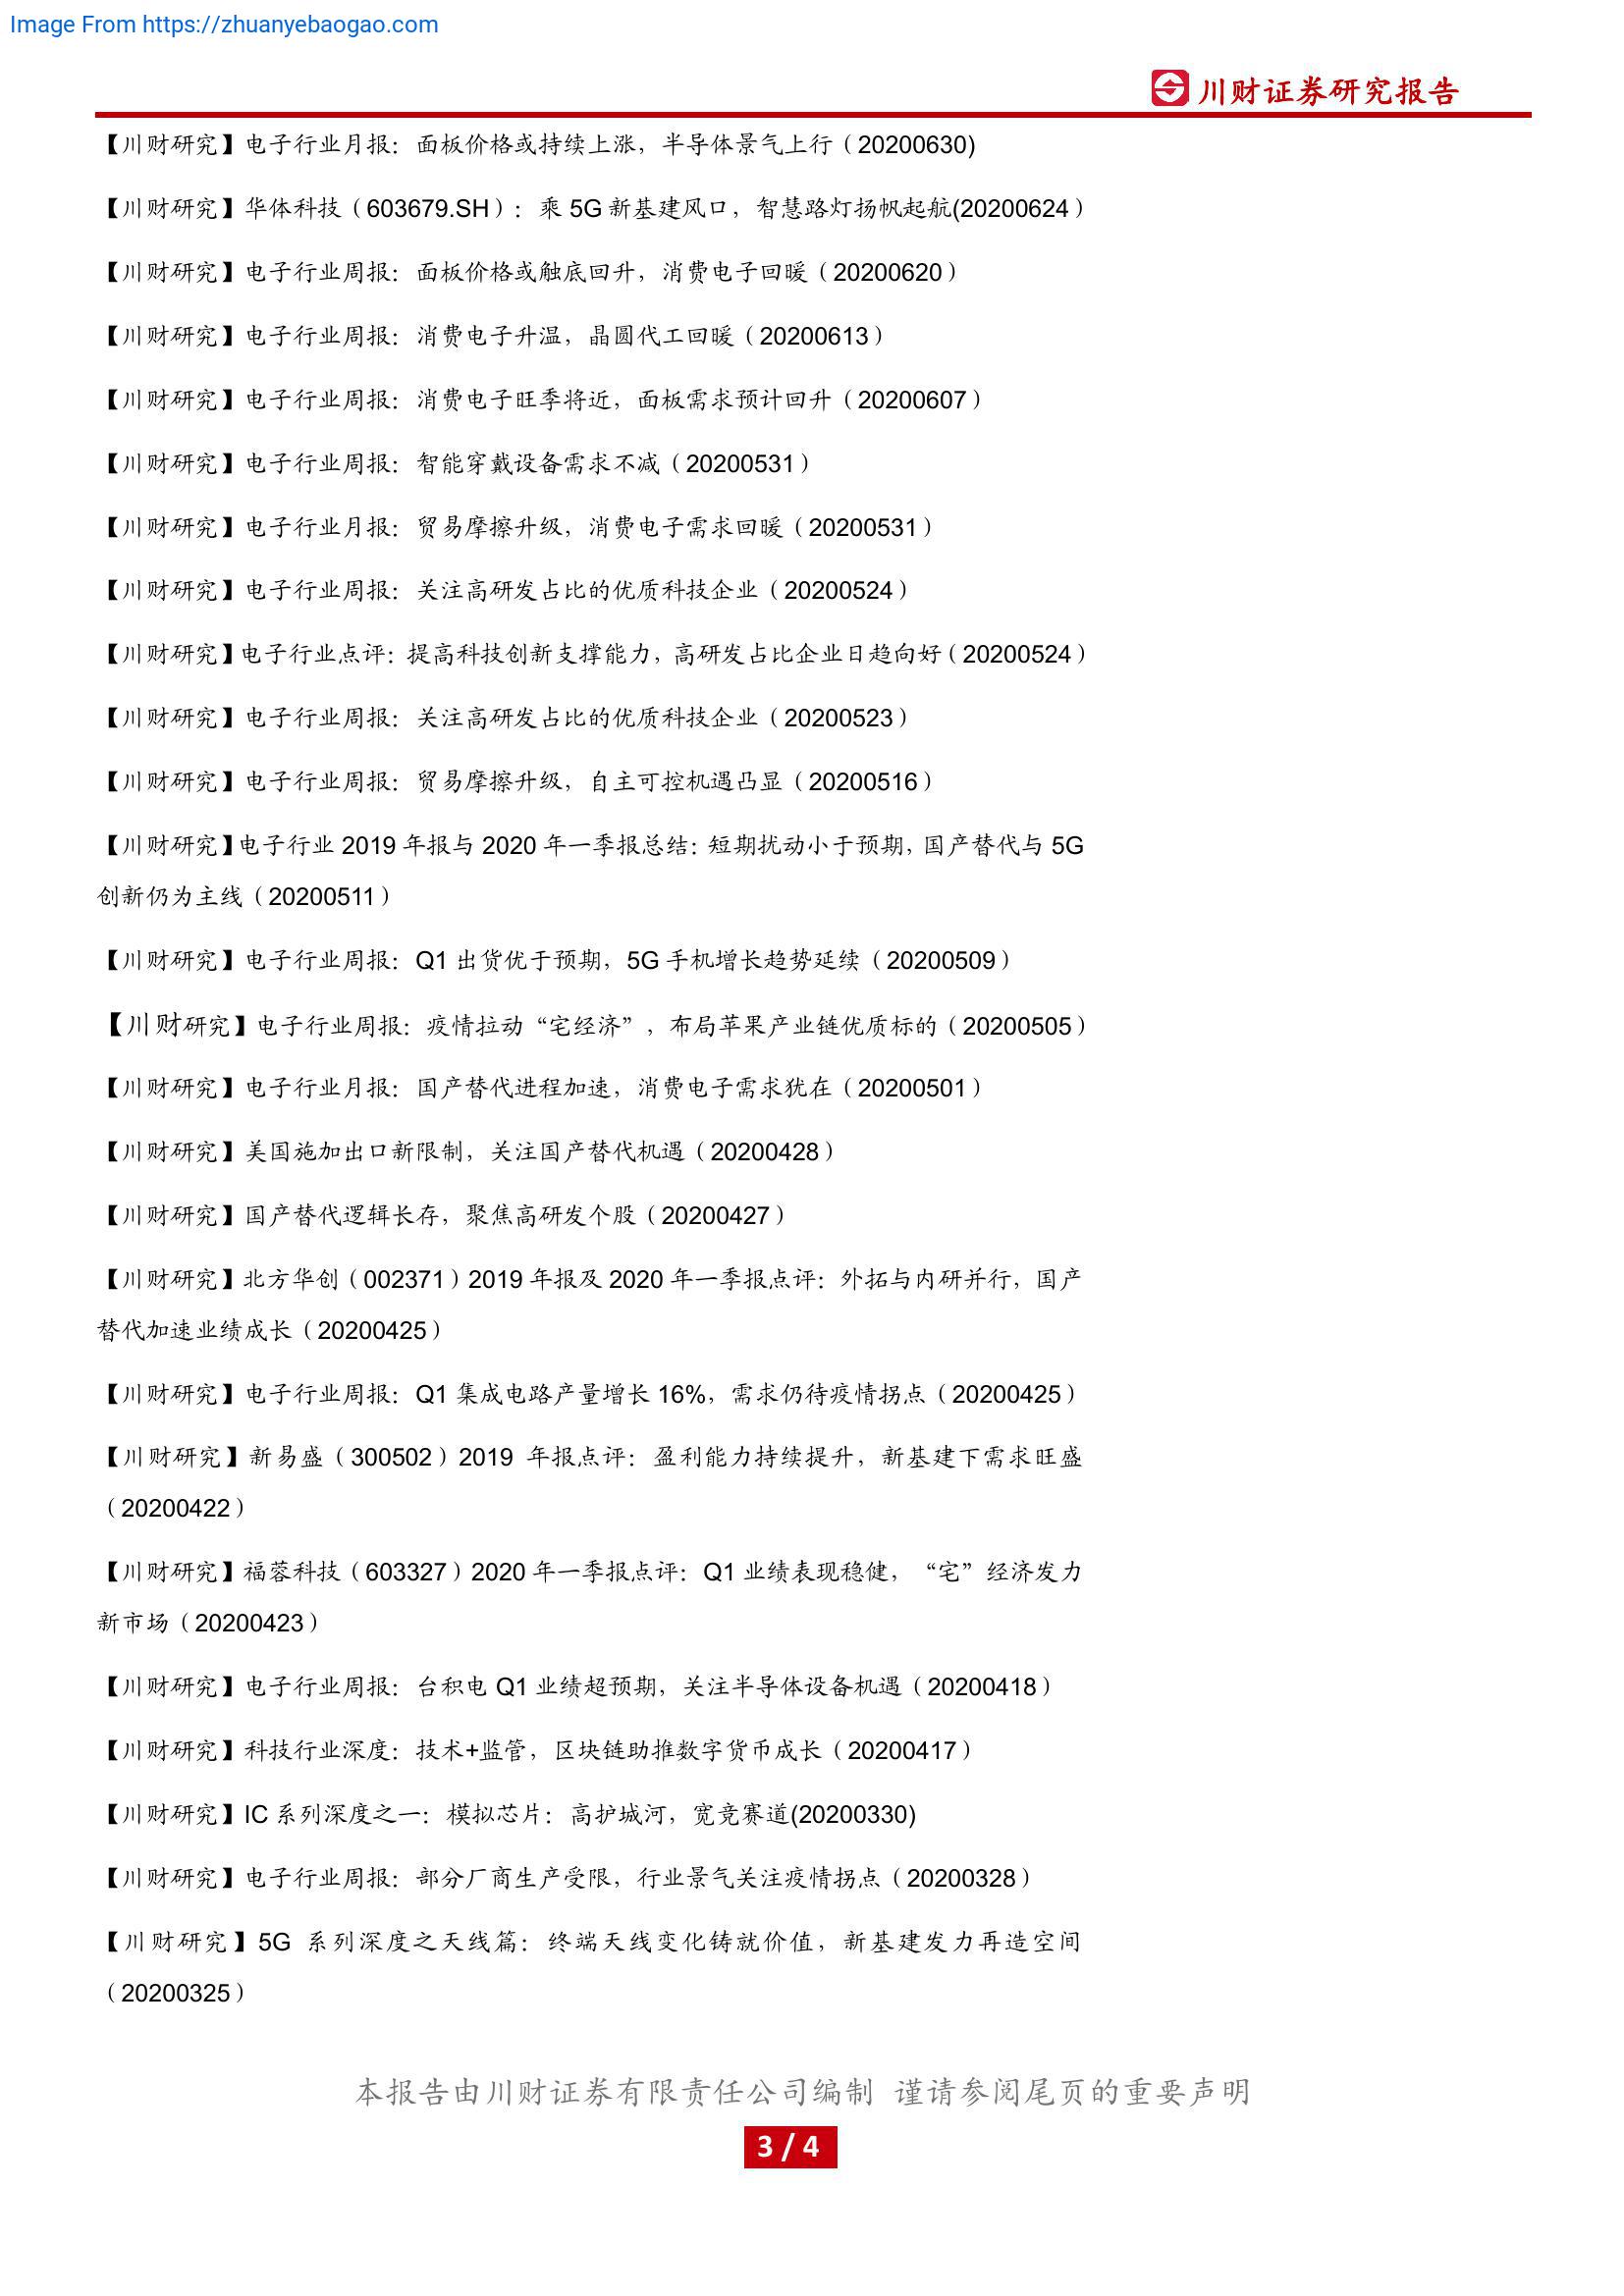 Image From https://zhuanyebaogao.com
川财证券研究报告
【川财研究】电子行业月报：面板价格或持续上涨，半导体景气上行（20200630)
【川财研究】华体科技（603679.SH）：乘 5G 新基建风口，智慧路灯扬帆起航(20200624）
【川财研究】电子行业周报：面板价格或触底回升，消费电子回暖（20200620）
【川财研究】电子行业周报：消费电子升温，晶圆代工回暖（20200613）
【川财研究】电子行业周报：消费电子旺季将近，面板需求预计回升（20200607）
【川财研究】电子行业周报：智能穿戴设备需求不减（20200531）
【川财研究】电子行业月报：贸易摩擦升级，消费电子需求回暖（20200531）
【川财研究】电子行业周报：关注高研发占比的优质科技企业（20200524）
【川财研究】电子行业点评：提高科技创新支撑能力，高研发占比企业日趋向好（20200524）
【川财研究】电子行业周报：关注高研发占比的优质科技企业（20200523）
【川财研究】电子行业周报：贸易摩擦升级，自主可控机遇凸显（20200516）
【川财研究】电子行业 2019 年报与 2020 年一季报总结：短期扰动小于预期，国产替代与 5G
创新仍为主线（20200511）
【川财研究】电子行业周报：Q1 出货优于预期，5G 手机增长趋势延续（20200509）
【川财研究】电子行业周报：疫情拉动“宅经济”，布局苹果产业链优质标的（20200505）
【川财研究】电子行业月报：国产替代进程加速，消费电子需求犹在（20200501）
【川财研究】美国施加出口新限制，关注国产替代机遇（20200428）
【川财研究】国产替代逻辑长存，聚焦高研发个股（20200427）
【川财研究】北方华创（002371）2019 年报及 2020 年一季报点评：外拓与内研并行，国产
替代加速业绩成长（20200425）
【川财研究】电子行业周报：Q1 集成电路产量增长 16%，需求仍待疫情拐点（20200425）
【川财研究】新易盛（300502）2019 年报点评：盈利能力持续提升，新基建下需求旺盛
（20200422）
【川财研究】福蓉科技（603327）2020 年一季报点评：Q1 业绩表现稳健，“宅”经济发力
新市场（20200423）
【川财研究】电子行业周报：台积电 Q1 业绩超预期，关注半导体设备机遇（20200418）
【川财研究】科技行业深度：技术+监管，区块链助推数字货币成长（20200417）
【川财研究】IC 系列深度之一：模拟芯片：高护城河，宽竞赛道(20200330)
【川财研究】电子行业周报：部分厂商生产受限，行业景气关注疫情拐点（20200328）
【川财研究】5G 系列深度之天线篇：终端天线变化铸就价值，新基建发力再造空间
（20200325）
本报告由川财证券有限责任公司编制 谨请参阅尾页的重要声明
3 / 4